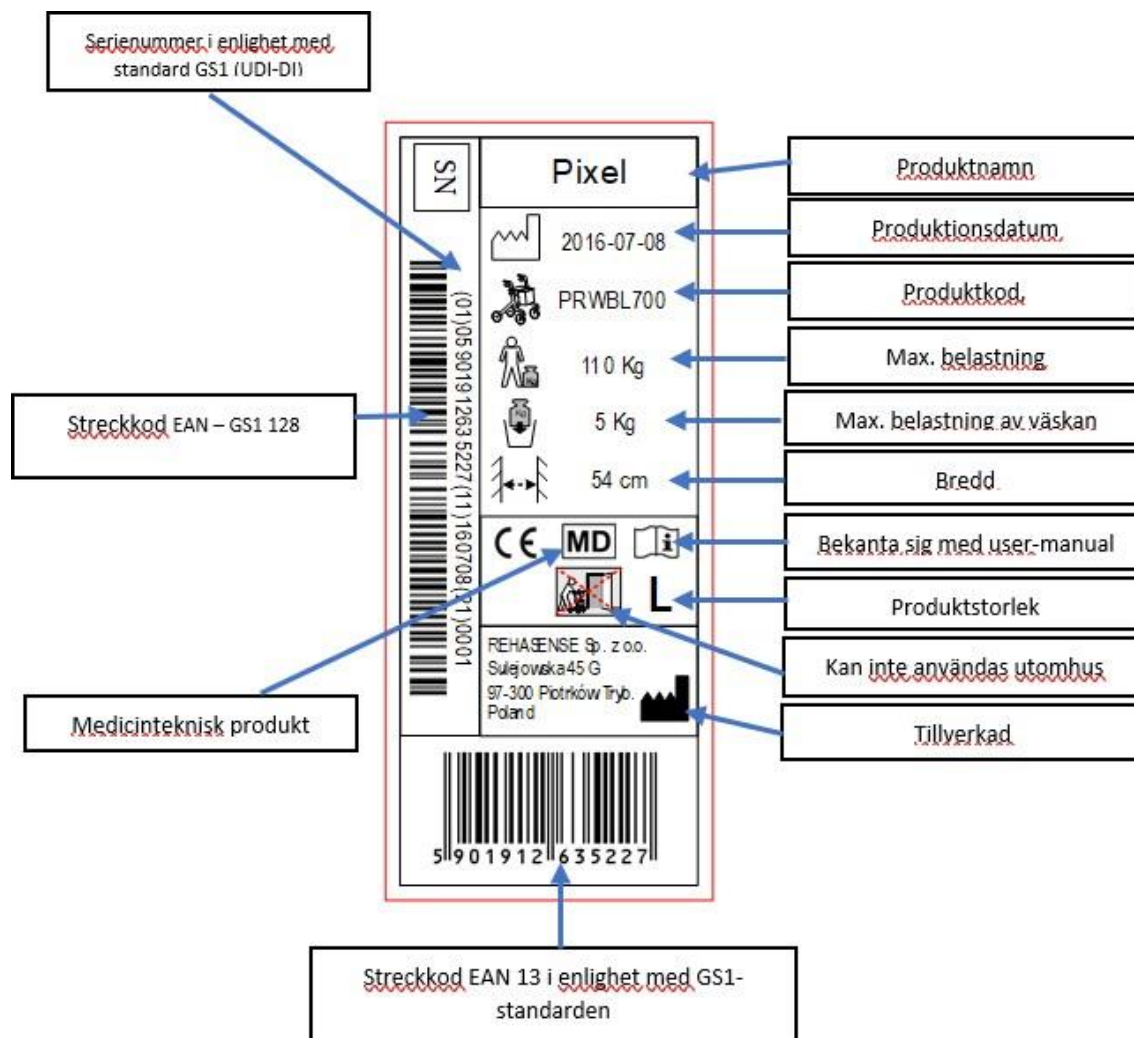 Serienummer i enlighet med
standard GS1 (UDI-DI)
SN
Pixel
Produktnamn
2016-07-08
Produktionsdatum
PRWBL700
Produktkod,
110 Kg
Max. belastning
5 Kg
Max. belastning av väskan
54 cm
Bredd
(01)05901912635227(11)160708(21)0001
Streckkod EAN – GS1 128
CE MD i
Bekanta sig med user-manual
L
Produktstorlek
Kan inte användas utomhus
REHASENSE Sp. z o.o.
Sulejowska 45 G
97-300 Piotrków Tryb.
Poland
Tillverkad
Medicinteknisk produkt
5 901912 635227
Streckkod EAN 13 i enlighet med GS1-
standarden